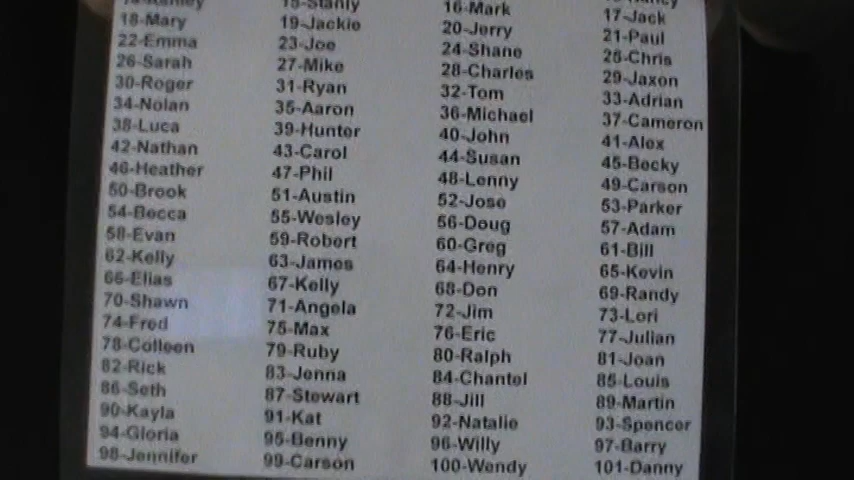 15-Stanly 16-Mark
18-Mary 19-Jackie 20-Jerry 17-Jack
22-Emma 23-Joe 24-Shane 21-Paul
26-Sarah 27-Mike 28-Charles 25-Chris
30-Roger 31-Ryan 32-Tom 29-Jaxon
34-Nolan 35-Aaron 36-Michael 33-Adrian
38-Luca 39-Hunter 40-John 37-Cameron
42-Nathan 43-Carol 44-Susan 41-Alex
46-Heather 47-Phil 48-Lenny 45-Becky
50-Brook 51-Austin 52-Jose 49-Carson
54-Becca 55-Wesley 56-Doug 53-Parker
58-Evan 59-Robert 60-Greg 57-Adam
62-Kelly 63-James 64-Henry 61-Bill
66-Elias 67-Kelly 68-Don 65-Kevin
70-Shawn 71-Angela 72-Jim 69-Randy
74-Fred 75-Max 76-Eric 73-Lori
78-Colleen 79-Ruby 80-Ralph 77-Julian
82-Rick 83-Jenna 84-Chantel 81-Joan
86-Seth 87-Stewart 88-Jill 85-Louis
90-Kayla 91-Kat 92-Natalie 89-Martin
94-Gloria 95-Benny 96-Willy 93-Spencer
98-Jennifer 99-Carson 100-Wendy 97-Barry
101-Danny